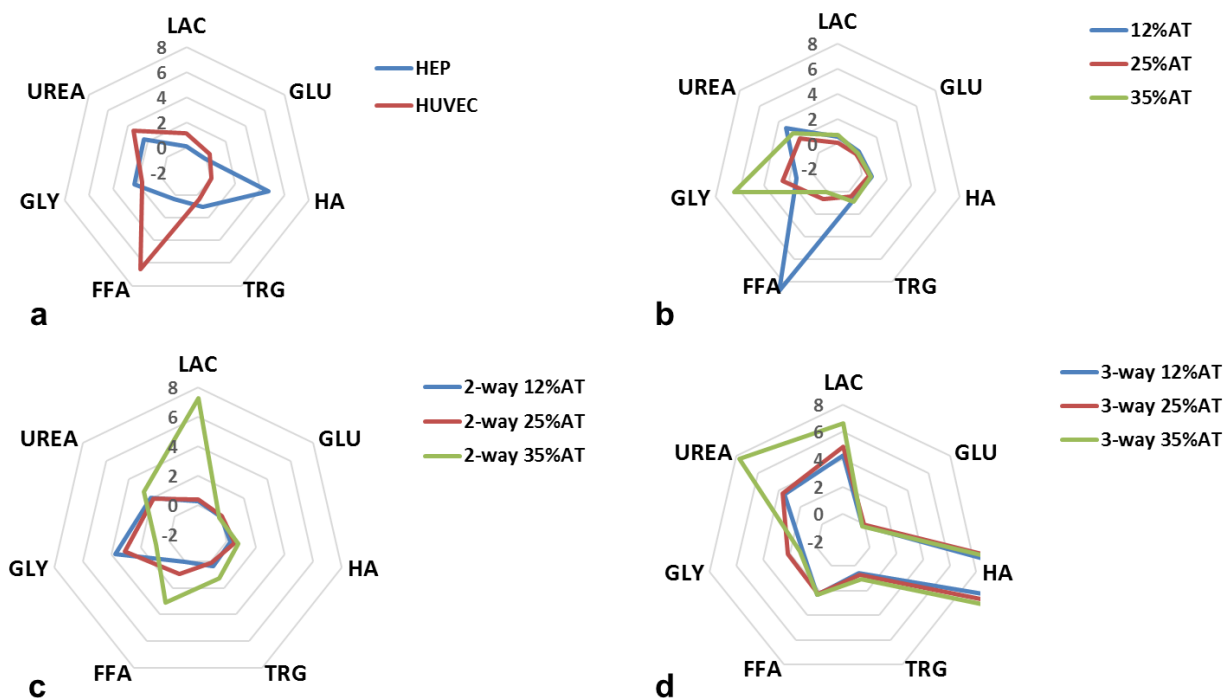 LAC
8
6
4
2
0
-2
GLU
HA
TRG
FFA
GLY
UREA
HEP
HUVEC
a
LAC
8
6
4
2
0
-2
GLU
HA
TRG
FFA
GLY
UREA
12%AT
25%AT
35%AT
b
LAC
8
6
4
2
0
-2
GLU
HA
TRG
FFA
GLY
UREA
2-way 12%AT
2-way 25%AT
2-way 35%AT
c
LAC
8
6
4
2
0
-2
GLU
HA
TRG
FFA
GLY
UREA
3-way 12%AT
3-way 25%AT
3-way 35%AT
d